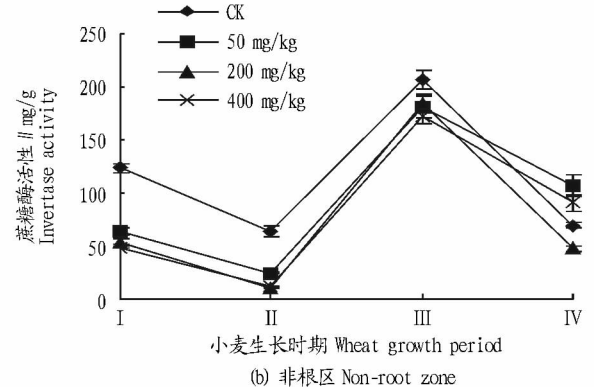 CK
50 mg/kg
200 mg/kg
400 mg/kg
250
200
150
100
50
0
蔗糖酶活性∥mg/g
Invertase activity
I II III IV
小麦生长时期 Wheat growth period
(b) 非根区 Non-root zone